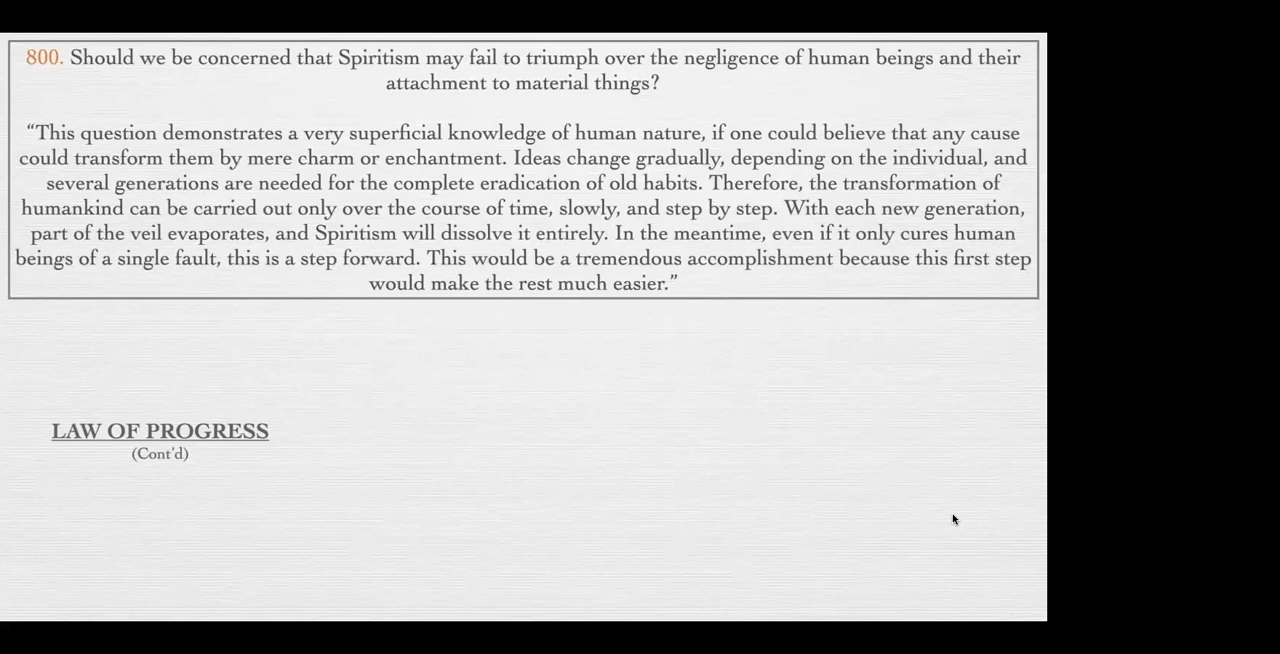 800. Should we be concerned that Spiritism may fail to triumph over the negligence of human beings and their
attachment to material things?
“This question demonstrates a very superficial knowledge of human nature, if one could believe that any cause
could transform them by mere charm or enchantment. Ideas change gradually, depending on the individual, and
several generations are needed for the complete eradication of old habits. Therefore, the transformation of
humankind can be carried out only over the course of time, slowly, and step by step. With each new generation,
part of the veil evaporates, and Spiritism will dissolve it entirely. In the meantime, even if it only cures human
beings of a single fault, this is a step forward. This would be a tremendous accomplishment because this first step
would make the rest much easier.”
LAW OF PROGRESS
(Cont’d)